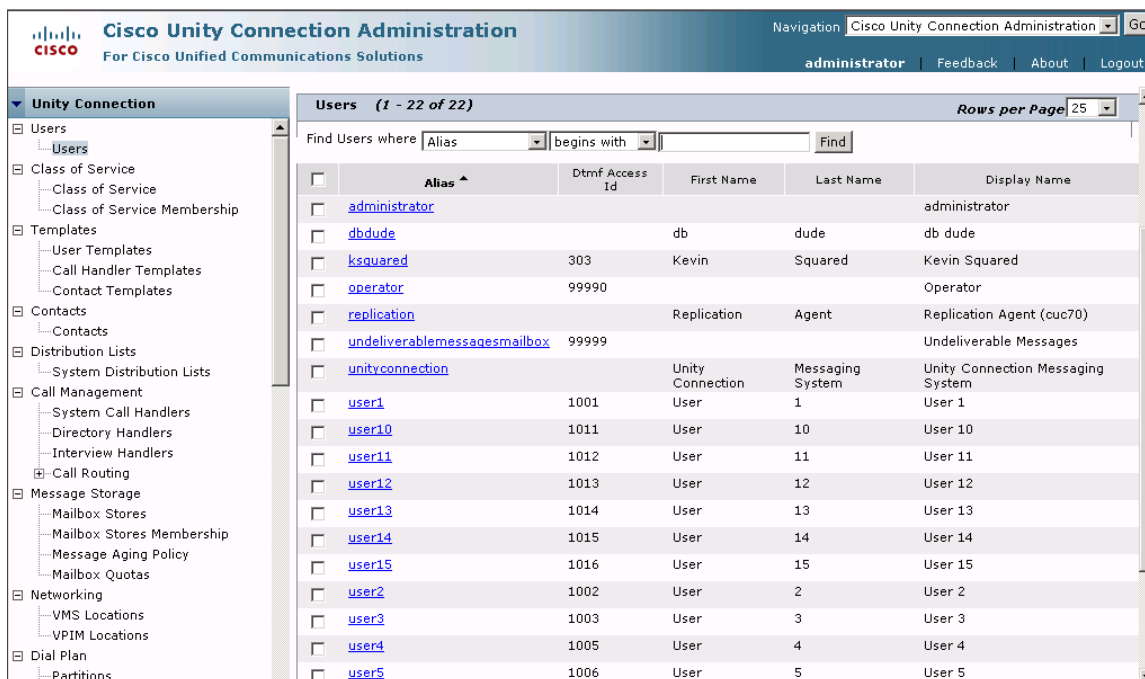 Cisco Unity Connection Administration
For Cisco Unified Communications Solutions
CISCO
Navigation Cisco Unity Connection Administration Go
administrator | Feedback | About | Logout
Unity Connection
Users
Users
Class of Service
Class of Service
Class of Service Membership
Templates
User Templates
Call Handler Templates
Contact Templates
Contacts
Contacts
Distribution Lists
System Distribution Lists
Call Management
System Call Handlers
Directory Handlers
Interview Handlers
Call Routing
Message Storage
Mailbox Stores
Mailbox Stores Membership
Message Aging Policy
Mailbox Quotas
Networking
VMS Locations
VPIM Locations
Dial Plan
Partitions
Users (1 - 22 of 22) Rows per Page 25
Find Users where Alias begins with Find
Alias Dtmf Access Id First Name Last Name Display Name
administrator administrator
dbdude db dude db dude
ksquared 303 Kevin Squared Kevin Squared
operator 99990 Operator
replication Replication Agent Replication Agent (cuc70)
undeliverablemessagesmailbox 99999 Undeliverable Messages
unityconnection Unity Connection Messaging System Unity Connection Messaging System
user1 1001 User 1 User 1
user10 1011 User 10 User 10
user11 1012 User 11 User 11
user12 1013 User 12 User 12
user13 1014 User 13 User 13
user14 1015 User 14 User 14
user15 1016 User 15 User 15
user2 1002 User 2 User 2
user3 1003 User 3 User 3
user4 1005 User 4 User 4
user5 1006 User 5 User 5